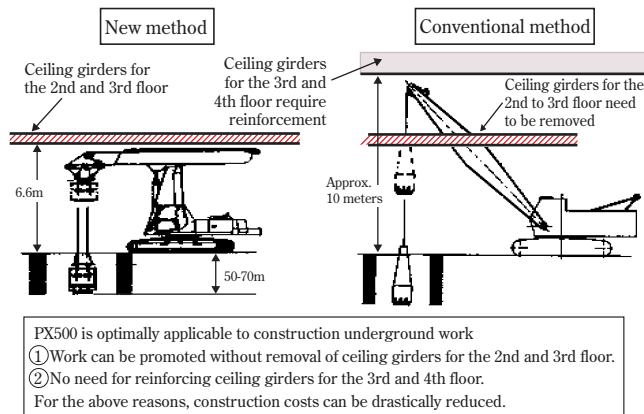 New method
Conventional method
Ceiling girders for
the 2nd and 3rd floor
Ceiling girders
for the 3rd and
4th floor require
reinforcement
Ceiling girders for the
2nd to 3rd floor need
to be removed
6.6m
50-70m
Approx.
10 meters
PX500 is optimally applicable to construction underground work
①Work can be promoted without removal of ceiling girders for the 2nd and 3rd floor.
②No need for reinforcing ceiling girders for the 3rd and 4th floor.
For the above reasons, construction costs can be drastically reduced.